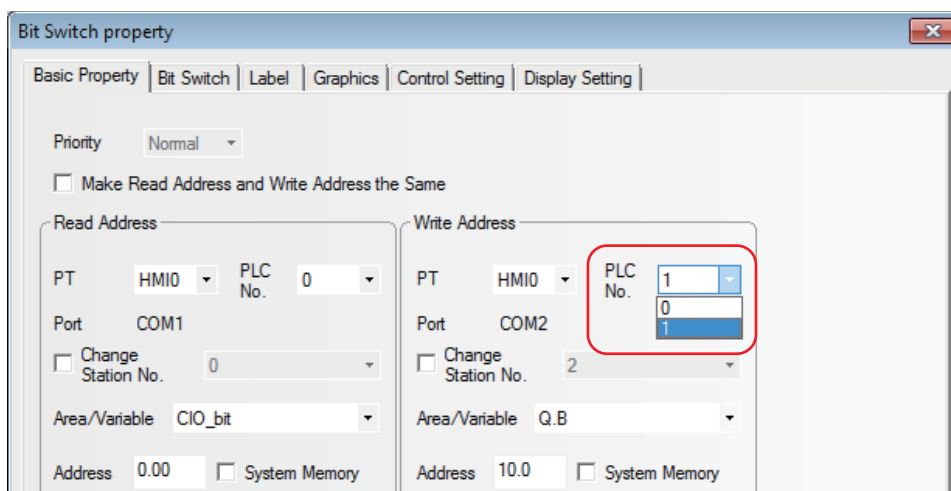 Bit Switch property
Basic Property Bit Switch Label Graphics Control Setting Display Setting
Priority Normal
Make Read Address and Write Address the Same
Read Address
PT HMI0 PLC No. 0
Port COM1
Change Station No. 0
Area/Variable CIO_bit
Address 0.00 System Memory
Write Address
PT HMI0 PLC No. 1
0
1
Port COM2
Change Station No. 2
Area/Variable Q.B
Address 10.0 System Memory